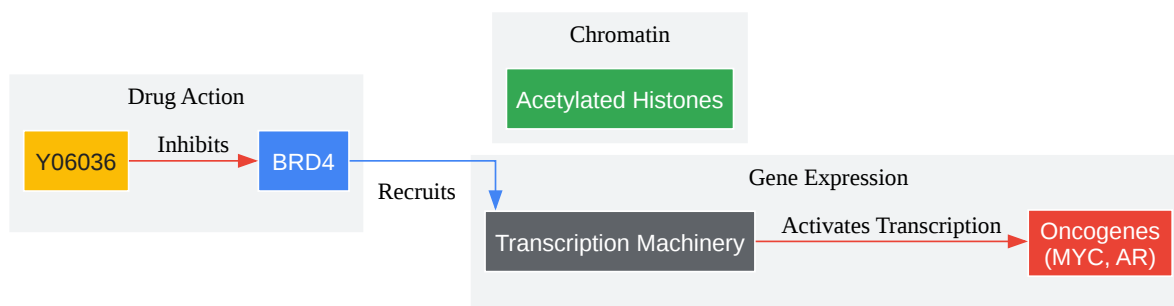 Chromatin
Acetylated Histones
Drug Action
Y06036
Inhibits
BRD4
Recruits
Gene Expression
Transcription Machinery
Activates Transcription
Oncogenes
(MYC, AR)